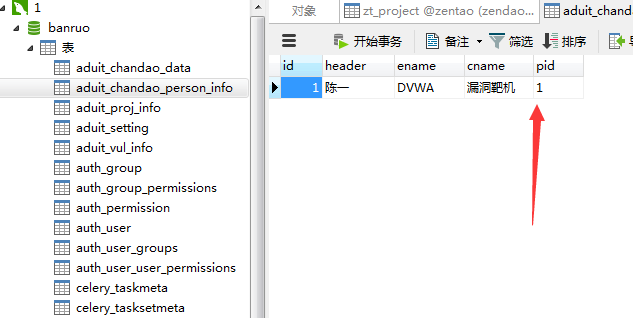 1
banruo
表
aduit_chandao_data
aduit_chandao_person_info
aduit_proj_info
aduit_setting
aduit_vul_info
auth_group
auth_group_permissions
auth_permission
auth_user
auth_user_groups
auth_user_user_permissions
celery_taskmeta
celery_tasksetmeta
对象 zt_project @zentao (zendao... aduit_chand
开始事务 备注 筛选 排序
id header ename cname pid
1 陈一 DVWA 漏洞靶机 1